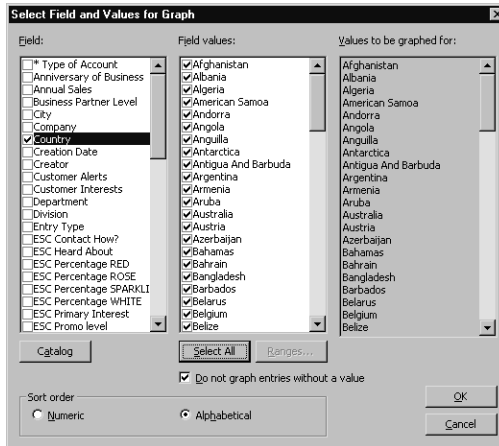 Select Field and Values for Graph
Field:
* Type of Account
Anniversary of Business
Annual Sales
Business Partner Level
City
Company
Country
Creation Date
Creator
Customer Alerts
Customer Interests
Department
Division
Entry Type
ESC Contact How?
ESC Heard About
ESC Percentage RED
ESC Percentage ROSE
ESC Percentage SPARKLI
ESC Percentage WHITE
ESC Primary Interest
ESC Promo level
Catalog
Field values:
Afghanistan
Albania
Algeria
American Samoa
Andorra
Angola
Anguilla
Antarctica
Antigua And Barbuda
Argentina
Armenia
Aruba
Australia
Austria
Azerbaijan
Bahamas
Bahrain
Bangladesh
Barbados
Belarus
Belgium
Belize
Select All
Ranges...
Do not graph entries without a value
Values to be graphed for:
Afghanistan
Albania
Algeria
American Samoa
Andorra
Angola
Anguilla
Antarctica
Antigua And Barbuda
Argentina
Armenia
Aruba
Australia
Austria
Azerbaijan
Bahamas
Bahrain
Bangladesh
Barbados
Belarus
Belgium
Belize
Sort order
Numeric
Alphabetical
OK
Cancel